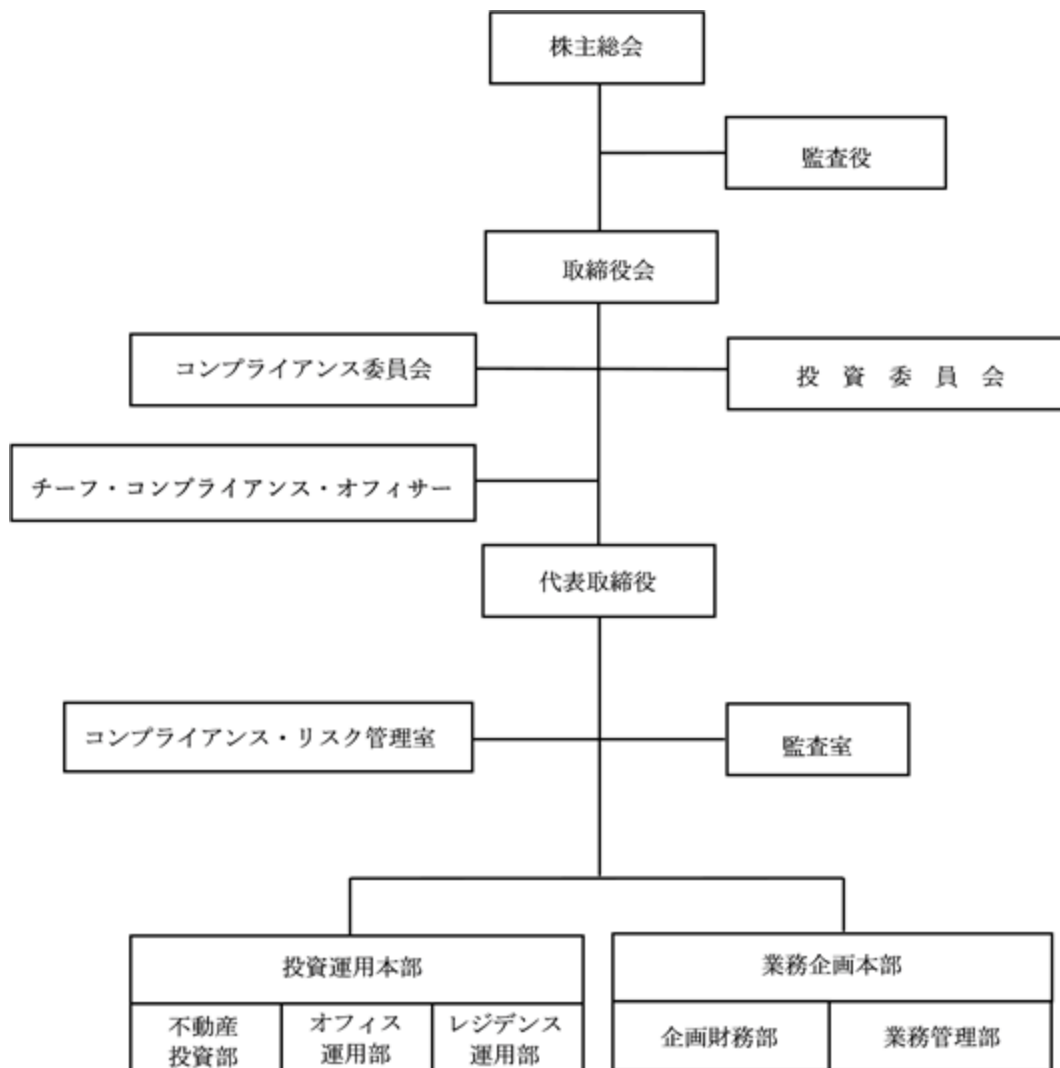 株主総会
監査役
取締役会
コンプライアンス委員会
投 資 委 員 会
チーフ・コンプライアンス・オフィサー
代表取締役
コンプライアンス・リスク管理室
監査室
投資運用本部
不動産
投資部
オフィス
運用部
レジデンス
運用部
業務企画本部
企画財務部
業務管理部